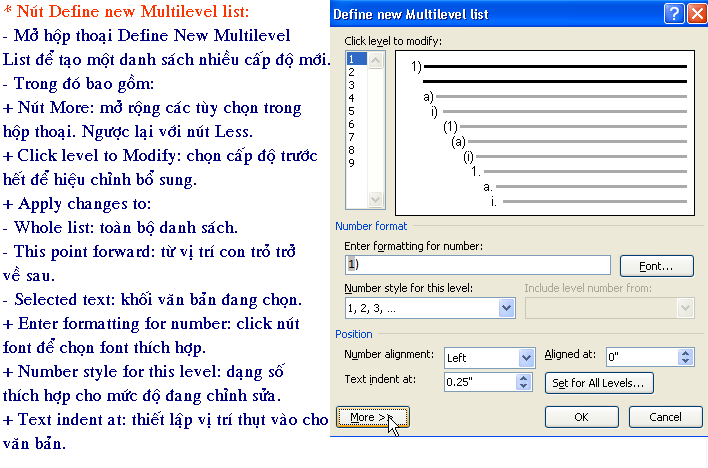 * Nút Define new Multilevel list:
- Mở hộp thoại Define New Multilevel
List để tạo một danh sách nhiều cấp độ mới.
- Trong đó bao gồm:
+ Nút More: mở rộng các tùy chọn trong
hộp thoại. Ngược lại với nút Less.
+ Click level to Modify: chọn cấp độ trước
hết để hiệu chỉnh bổ sung.
+ Apply changes to:
- Whole list: toàn bộ danh sách.
- This point forward: từ vị trí con trỏ trở
về sau.
- Selected text: khối văn bản đang chọn.
+ Enter formatting for number: click nút
font để chọn font thích hợp.
+ Number style for this level: dạng số
thích hợp cho mức độ đang chỉnh sửa.
+ Text indent at: thiết lập vị trí thụt vào cho
văn bản.
Define new Multilevel list
Click level to modify:
1
2
3
4
5
6
7
8
9
1)
a)
i)
(1)
(a)
(i)
1.
a.
i.
Number format
Enter formatting for number:
1)
Font...
Number style for this level:
Include level number from:
1, 2, 3, ...
Position
Number alignment:
Left
Aligned at:
0"
Text indent at:
0.25"
Set for All Levels...
More >>
OK
Cancel